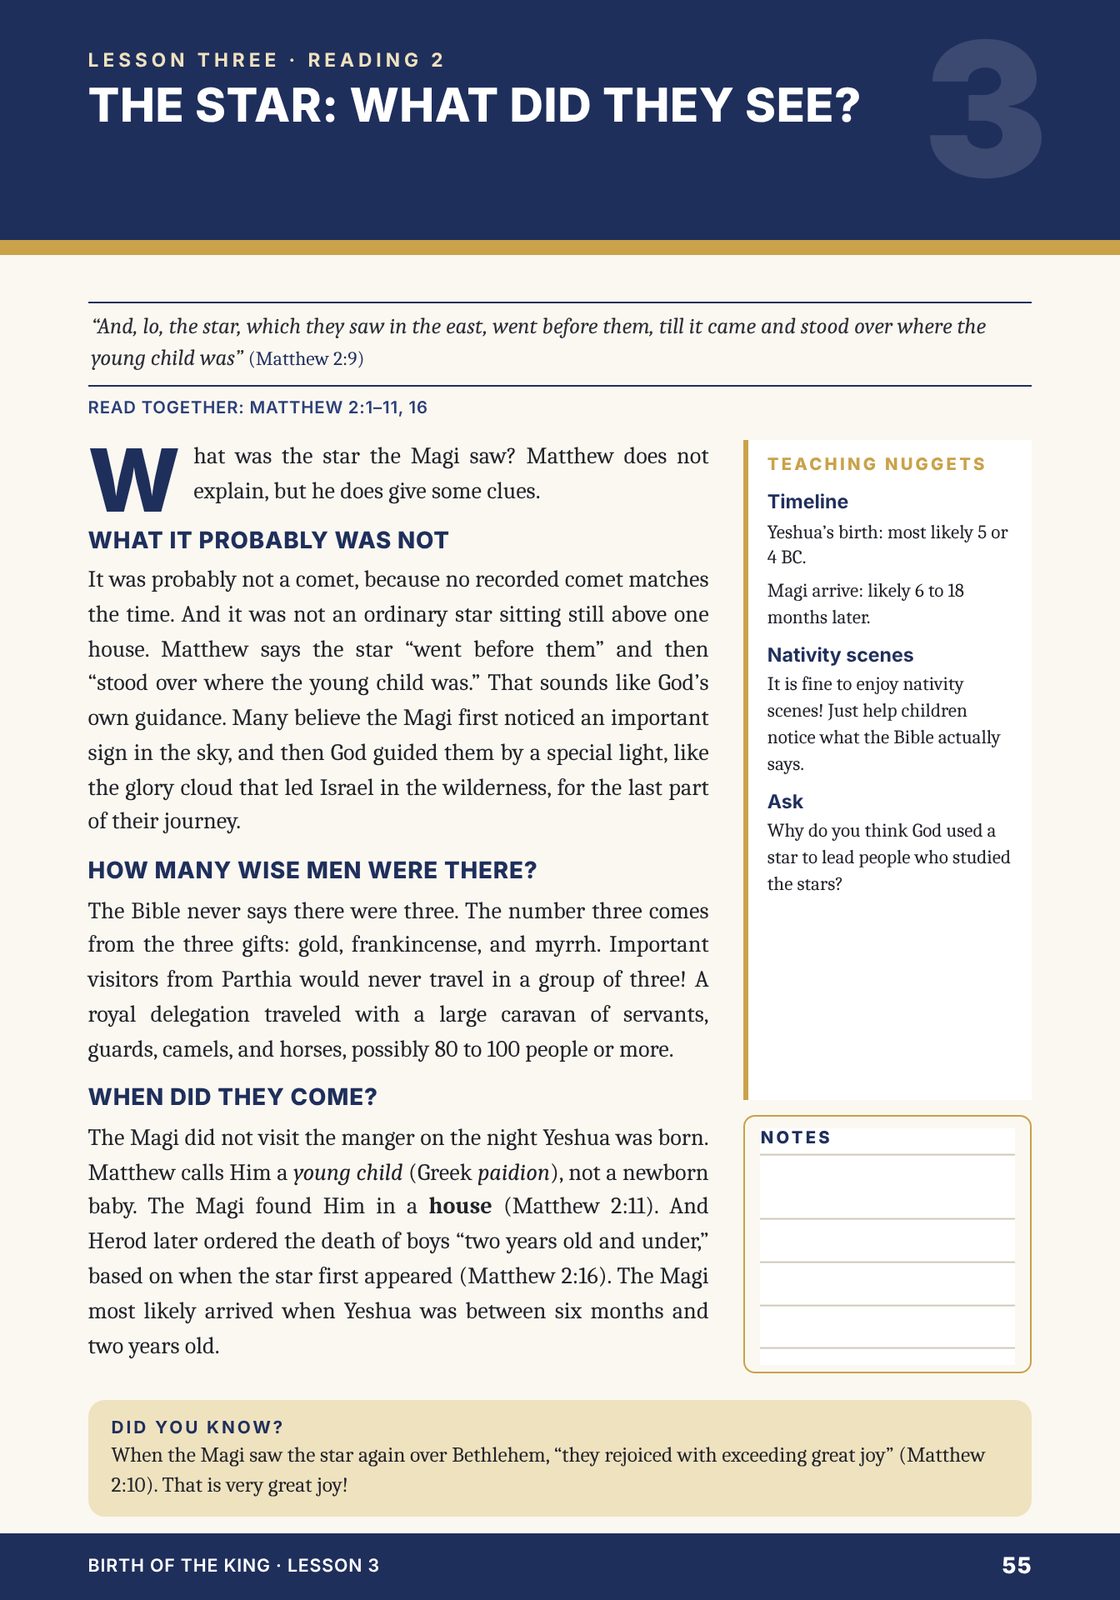 LESSON THREE · READING 2
THE STAR: WHAT DID THEY SEE?
3
“And, lo, the star, which they saw in the east, went before them, till it came and stood over where the
young child was” (Matthew 2:9)
READ TOGETHER: MATTHEW 2:1–11, 16
What was the star the Magi saw? Matthew does not
explain, but he does give some clues.
WHAT IT PROBABLY WAS NOT
It was probably not a comet, because no recorded comet matches
the time. And it was not an ordinary star sitting still above one
house. Matthew says the star “went before them” and then
“stood over where the young child was.” That sounds like God’s
own guidance. Many believe the Magi first noticed an important
sign in the sky, and then God guided them by a special light, like
the glory cloud that led Israel in the wilderness, for the last part
of their journey.
HOW MANY WISE MEN WERE THERE?
The Bible never says there were three. The number three comes
from the three gifts: gold, frankincense, and myrrh. Important
visitors from Parthia would never travel in a group of three! A
royal delegation traveled with a large caravan of servants,
guards, camels, and horses, possibly 80 to 100 people or more.
WHEN DID THEY COME?
The Magi did not visit the manger on the night Yeshua was born.
Matthew calls Him a young child (Greek paidion), not a newborn
baby. The Magi found Him in a house (Matthew 2:11). And
Herod later ordered the death of boys “two years old and under,”
based on when the star first appeared (Matthew 2:16). The Magi
most likely arrived when Yeshua was between six months and
two years old.
TEACHING NUGGETS
Timeline
Yeshua’s birth: most likely 5 or
4 BC.
Magi arrive: likely 6 to 18
months later.
Nativity scenes
It is fine to enjoy nativity
scenes! Just help children
notice what the Bible actually
says.
Ask
Why do you think God used a
star to lead people who studied
the stars?
NOTES
DID YOU KNOW?
When the Magi saw the star again over Bethlehem, “they rejoiced with exceeding great joy” (Matthew
2:10). That is very great joy!
BIRTH OF THE KING · LESSON 3
55